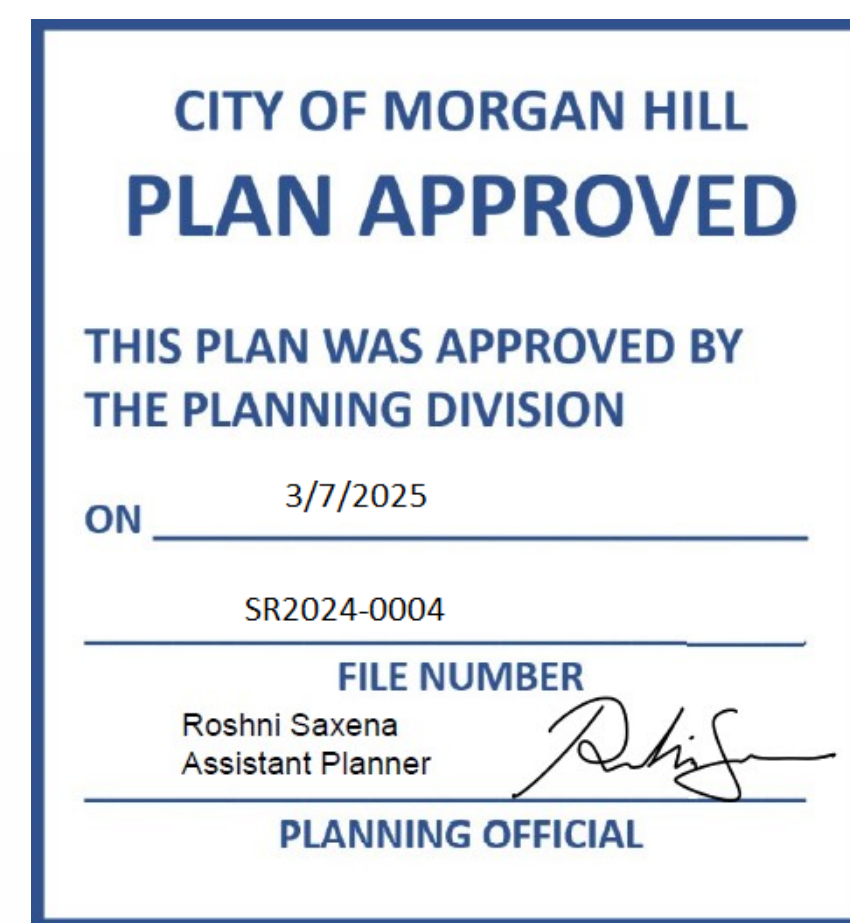 CITY OF MORGAN HILL
PLAN APPROVED
THIS PLAN WAS APPROVED BY
THE PLANNING DIVISION
3/7/2025
ON
SR2024-0004
FILE NUMBER
Roshni Saxena
Assistant Planner
PLANNING OFFICIAL